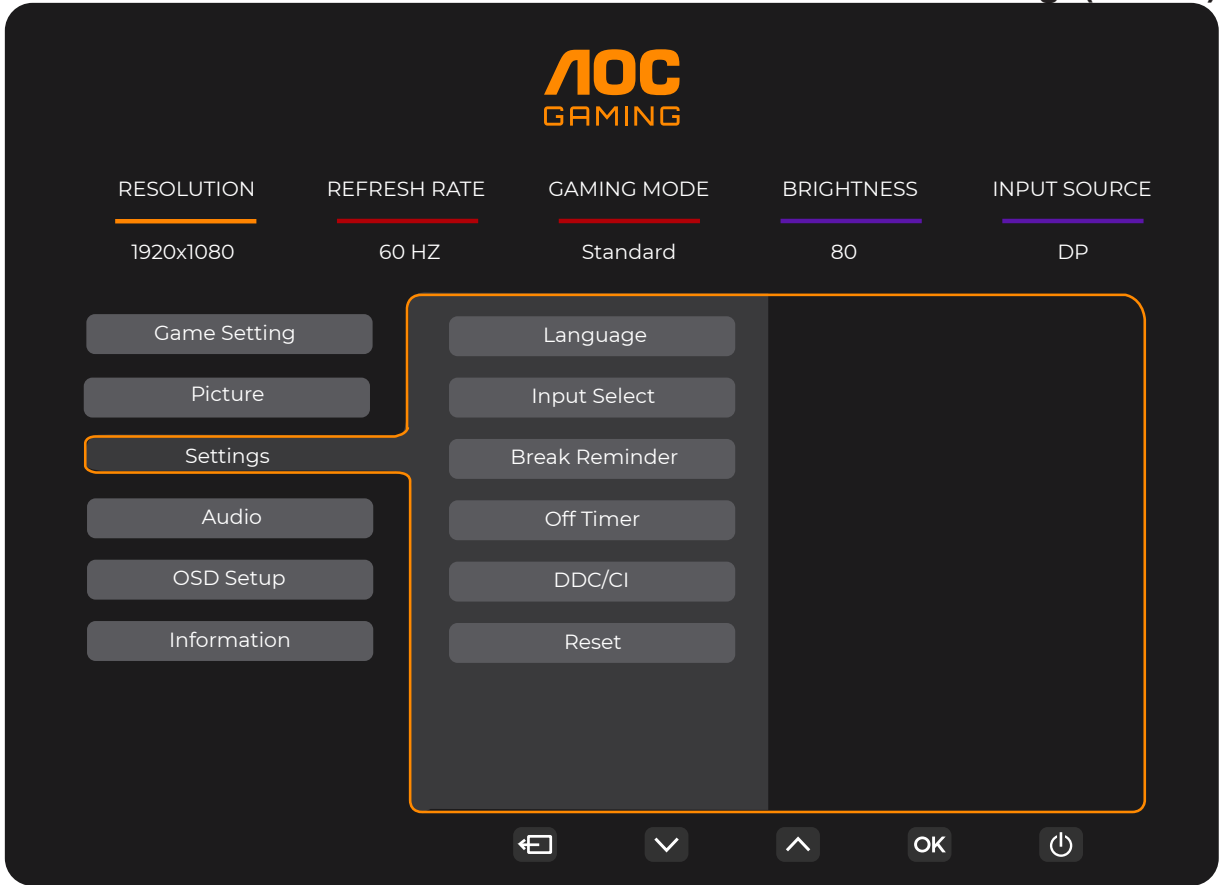 AOC
GAMING
RESOLUTION REFRESH RATE GAMING MODE BRIGHTNESS INPUT SOURCE
1920x1080 60 HZ Standard 80 DP
Game Setting
Picture
Settings
Audio
OSD Setup
Information
Language
Input Select
Break Reminder
Off Timer
DDC/CI
Reset
OK